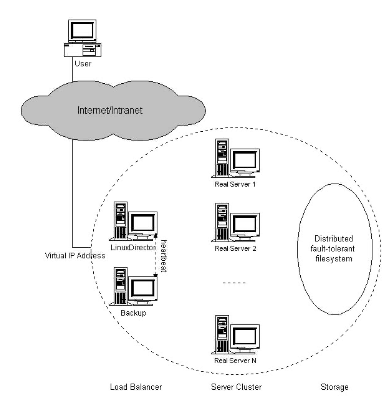 User
Internet/Intranet
Real Server 1
LinuxDirector
Virtual IP Address
heartbeat
Real Server 2
Distributed
fault-tolerant
filesystem
Backup
.....
Real Server N
Load Balancer
Server Cluster
Storage